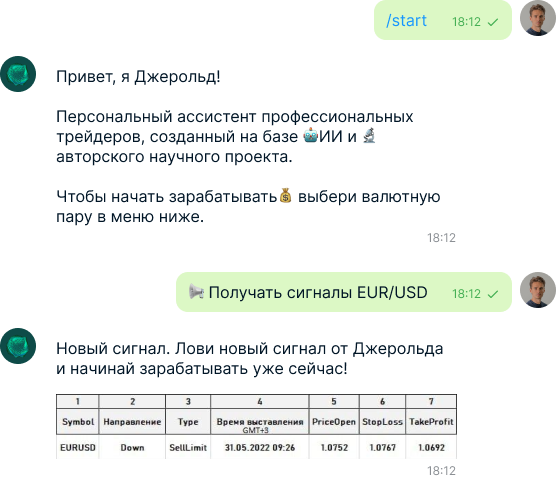 /start 18:12
Привет, я Джерольд!
Персональный ассистент профессиональных
трейдеров, созданный на базе 🤖ИИ и 🔬
авторского научного проекта.
Чтобы начать зарабатывать💰 выбери валютную
пару в меню ниже.
18:12
📢 Получать сигналы EUR/USD 18:12
Новый сигнал. Лови новый сигнал от Джерольда
и начинай зарабатывать уже сейчас!
1 2 3 4 5 6 7
Symbol Направление Type Время выставления GMT+3 PriceOpen StopLoss TakeProfit
EURUSD Down SellLimit 31.05.2022 09:26 1.0752 1.0767 1.0692
18:12